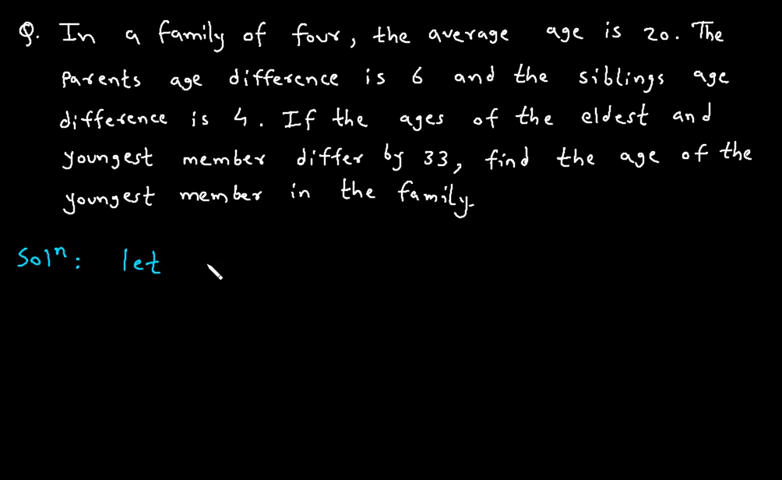 Q. In a family of four, the average age is 20. The
Parents age difference is 6 and the siblings age
difference is 4. If the ages of the eldest and
youngest member differ by 33, find the age of the
youngest member in the family.
Solⁿ: let